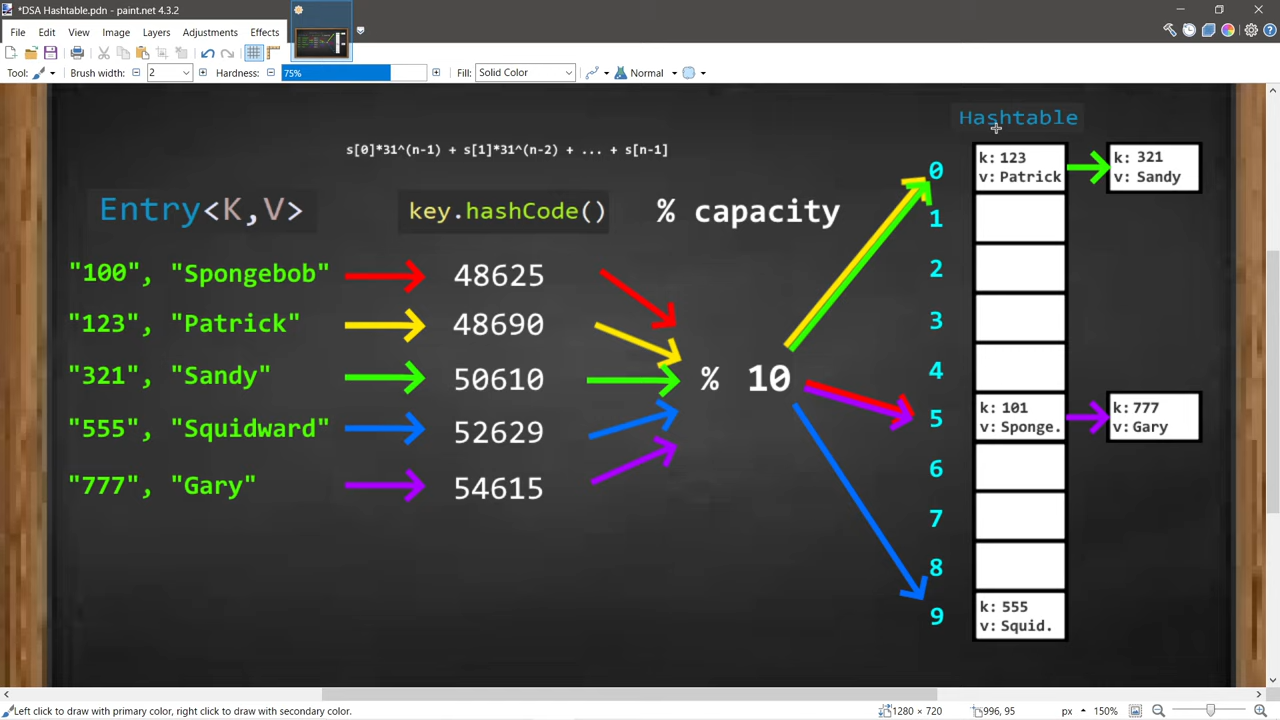 *DSA Hashtable.pdn - paint.net 4.3.2
File Edit View Image Layers Adjustments Effects
Tool: Brush width: 2 Hardness: 75% Fill: Solid Color Normal
Hashtable
s[0]*31^(n-1) + s[1]*31^(n-2) + ... + s[n-1]
Entry<K,V> key.hashCode() % capacity
"100", "Spongebob" 48625
"123", "Patrick" 48690
"321", "Sandy" 50610
"555", "Squidward" 52629
"777", "Gary" 54615
% 10
0 k: 123 k: 321
v: Patrick v: Sandy
1
2
3
4
5 k: 101 k: 777
v: Sponge. v: Gary
6
7
8
9 k: 555
v: Squid.
Left click to draw with primary color, right click to draw with secondary color. 1280 × 720 996, 95 px 150%